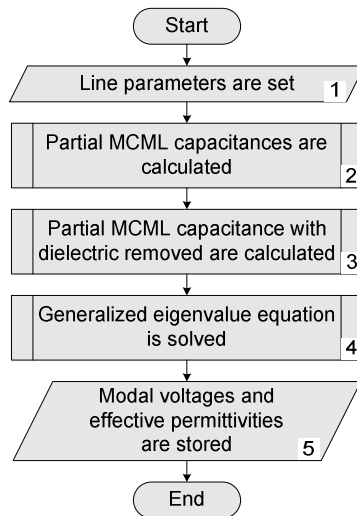 Start
Line parameters are set
1
Partial MCML capacitances are
calculated
2
Partial MCML capacitance with
dielectric removed are calculated
3
Generalized eigenvalue equation
is solved
4
Modal voltages and
effective permittivities
are stored
5
End